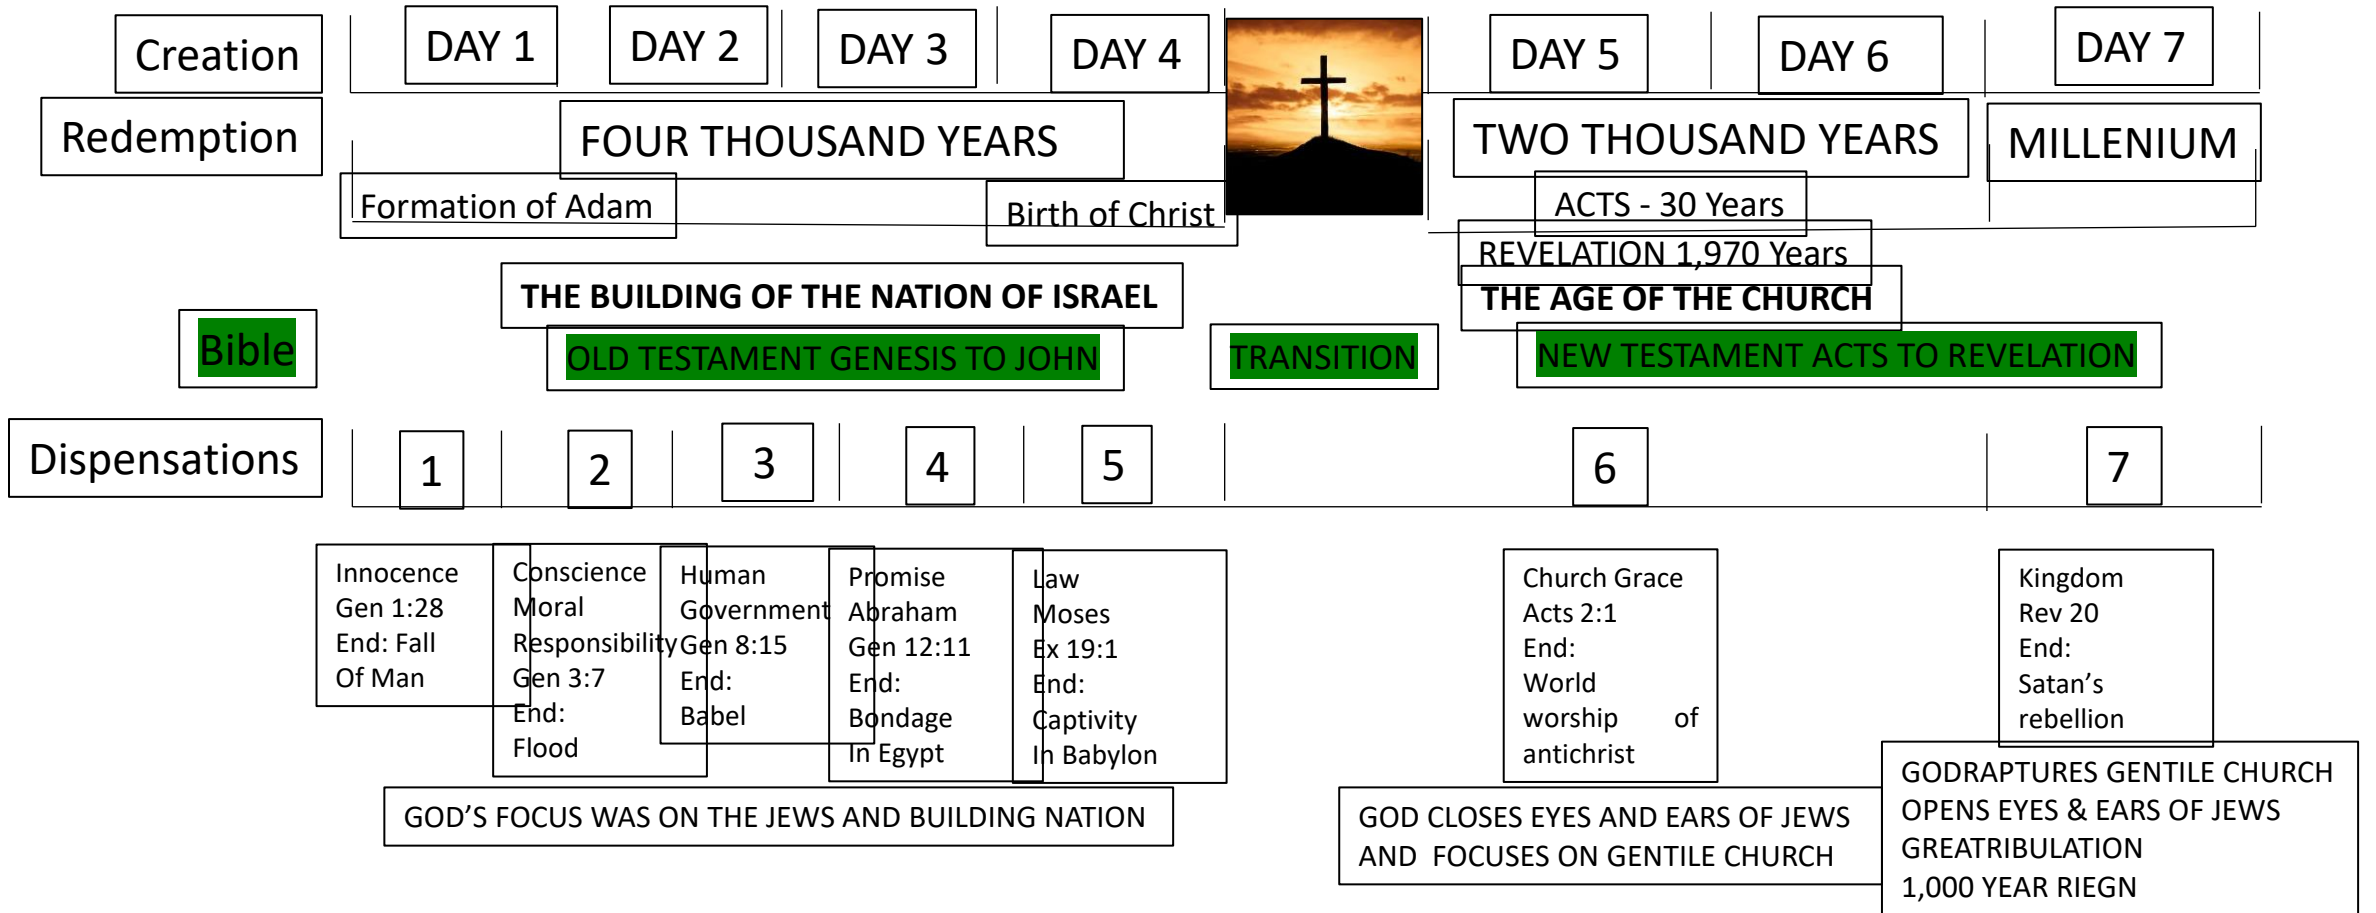 Creation
DAY 1
DAY 2
DAY 3
DAY 4
DAY 5
DAY 6
DAY 7
Redemption
FOUR THOUSAND YEARS
TWO THOUSAND YEARS
MILLENIUM
Formation of Adam
Birth of Christ
ACTS - 30 Years
REVELATION 1,970 Years
THE BUILDING OF THE NATION OF ISRAEL
THE AGE OF THE CHURCH
Bible
OLD TESTAMENT GENESIS TO JOHN
TRANSITION
NEW TESTAMENT ACTS TO REVELATION
Dispensations
1
2
3
4
5
6
7
Innocence
Gen 1:28
End: Fall
Of Man
Conscience
Moral
Responsibility
Gen 3:7
End:
Flood
Human
Government
Gen 8:15
End:
Babel
Promise
Abraham
Gen 12:11
End:
Bondage
In Egypt
Law
Moses
Ex 19:1
End:
Captivity
In Babylon
Church Grace
Acts 2:1
End:
World
worship of
antichrist
Kingdom
Rev 20
End:
Satan’s
rebellion
GOD’S FOCUS WAS ON THE JEWS AND BUILDING NATION
GOD CLOSES EYES AND EARS OF JEWS
AND FOCUSES ON GENTILE CHURCH
GODRAPTURES GENTILE CHURCH
OPENS EYES & EARS OF JEWS
GREATRIBULATION
1,000 YEAR RIEGN